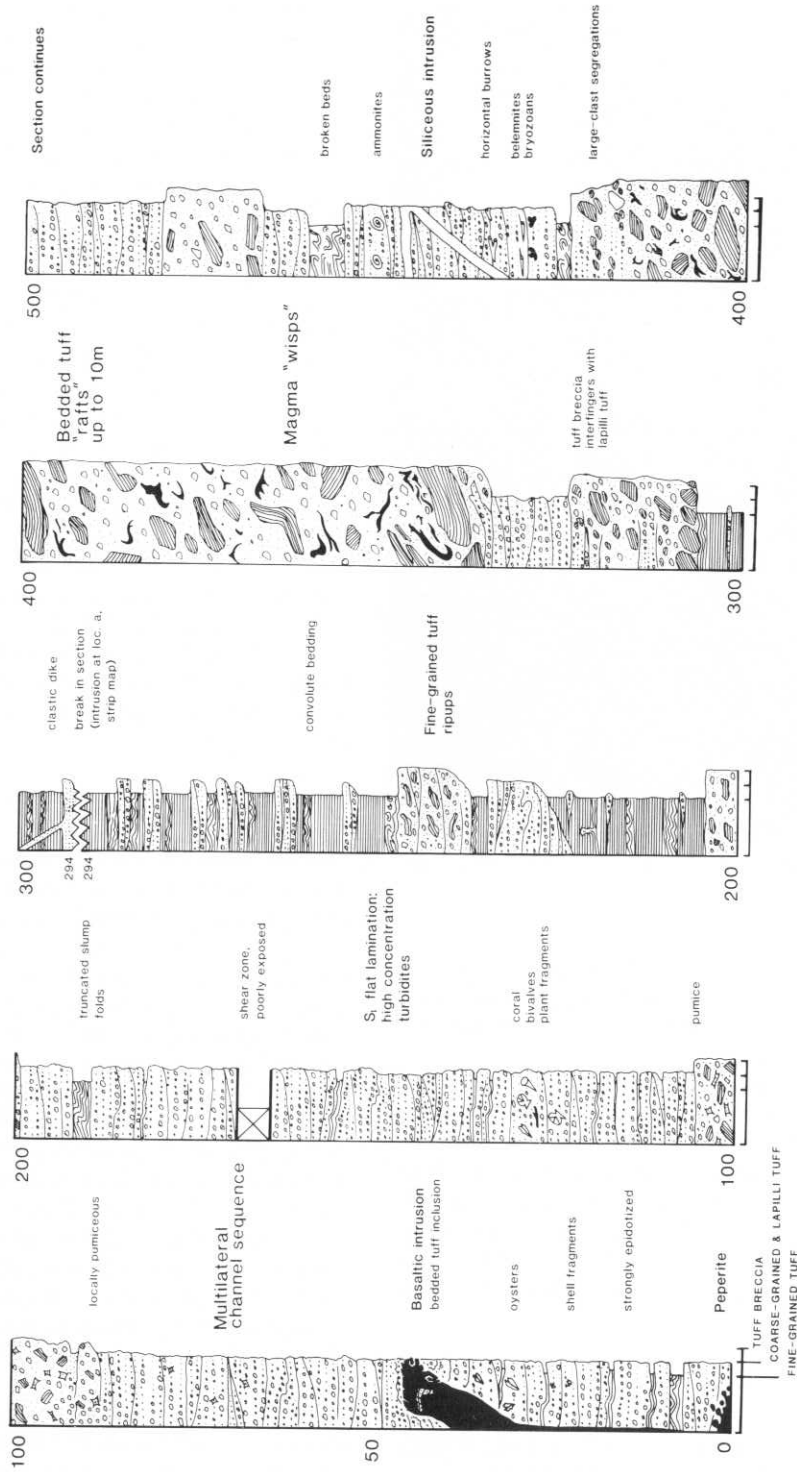 500
Section continues
broken beds
ammonites
Siliceous intrusion
horizontal burrows
belemnites
bryozoans
large-clast segregations
400
400
Bedded tuff
"rafts"
up to 10m
Magma "wisps"
tuff breccia
interfingers with
lapilli tuff
300
300
294
294
clastic dike
break in section
(intrusion at loc. a,
strip map)
convolute bedding
Fine-grained tuff
ripups
200
200
truncated slump
folds
shear zone,
poorly exposed
S₁ flat lamination:
high concentration
turbidites
coral
bivalves
plant fragments
pumice
100
100
locally pumiceous
Multilateral
channel sequence
50
Basaltic intrusion
bedded tuff inclusion
oysters
shell fragments
strongly epidotized
Peperite
0
TUFF BRECCIA
COARSE-GRAINED & LAPILLI TUFF
FINE-GRAINED TUFF